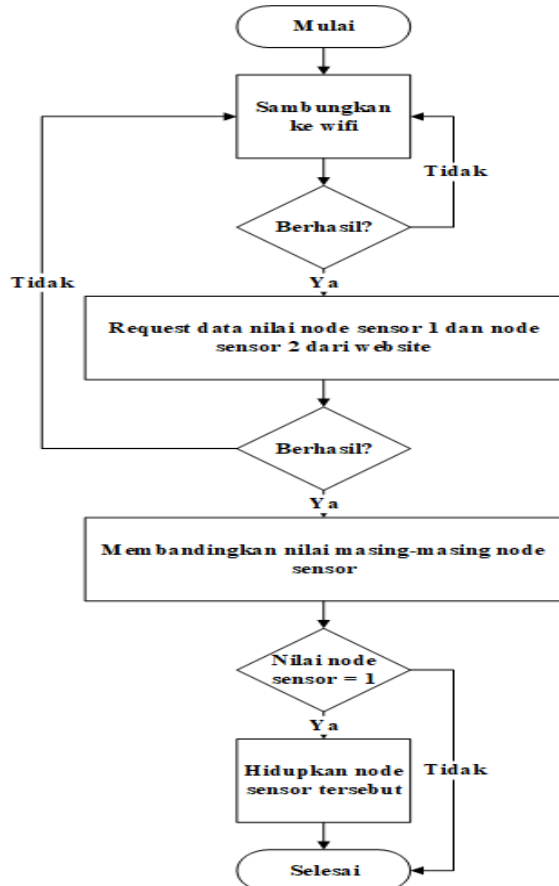 Mulai
Sambungkan
ke wifi
Tidak
Berhasil?
Tidak
Ya
Request data nilai node sensor 1 dan node
sensor 2 dari website
Berhasil?
Ya
Membandingkan nilai masing-masing node
sensor
Nilai node
sensor = 1
Ya
Hidupkan node
sensor tersebut
Tidak
Selesai